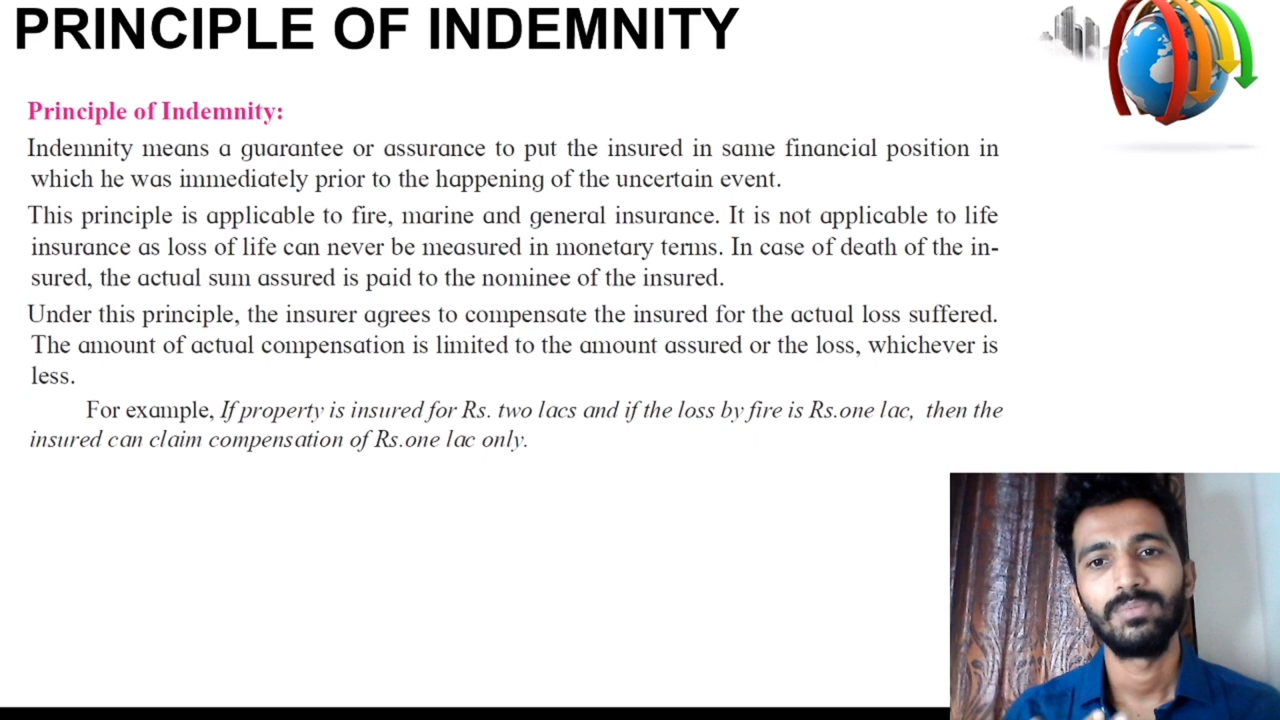 PRINCIPLE OF INDEMNITY
Principle of Indemnity:
Indemnity means a guarantee or assurance to put the insured in same financial position in
which he was immediately prior to the happening of the uncertain event.
This principle is applicable to fire, marine and general insurance. It is not applicable to life
insurance as loss of life can never be measured in monetary terms. In case of death of the in-
sured, the actual sum assured is paid to the nominee of the insured.
Under this principle, the insurer agrees to compensate the insured for the actual loss suffered.
The amount of actual compensation is limited to the amount assured or the loss, whichever is
less.
For example, If property is insured for Rs. two lacs and if the loss by fire is Rs.one lac, then the
insured can claim compensation of Rs.one lac only.